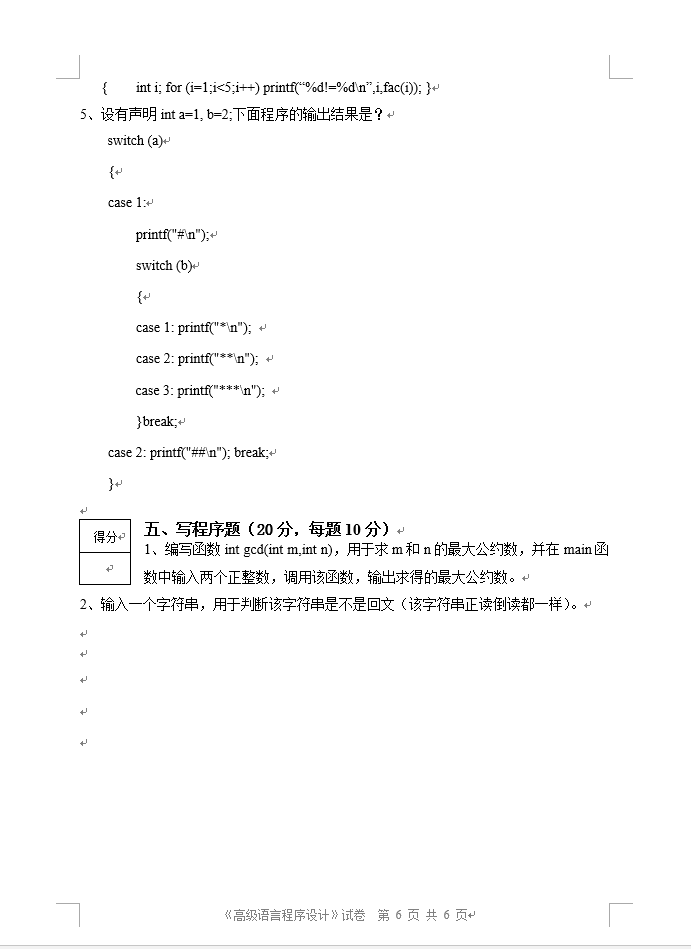 { int i; for (i=1;i<5;i++) printf(“%d!=%d\n”,i,fac(i)); }
5、设有声明 int a=1, b=2;下面程序的输出结果是？
switch (a)
{
case 1:
printf("#\n");
switch (b)
{
case 1: printf("*\n");
case 2: printf("**\n");
case 3: printf("***\n");
}break;
case 2: printf("##\n"); break;
}
得分
五、写程序题（20 分，每题 10 分）
1、编写函数 int gcd(int m,int n)，用于求 m 和 n 的最大公约数，并在 main 函
数中输入两个正整数，调用该函数，输出求得的最大公约数。
2、输入一个字符串，用于判断该字符串是不是回文（该字符串正读倒读都一样）。
《高级语言程序设计》试卷 第 6 页 共 6 页